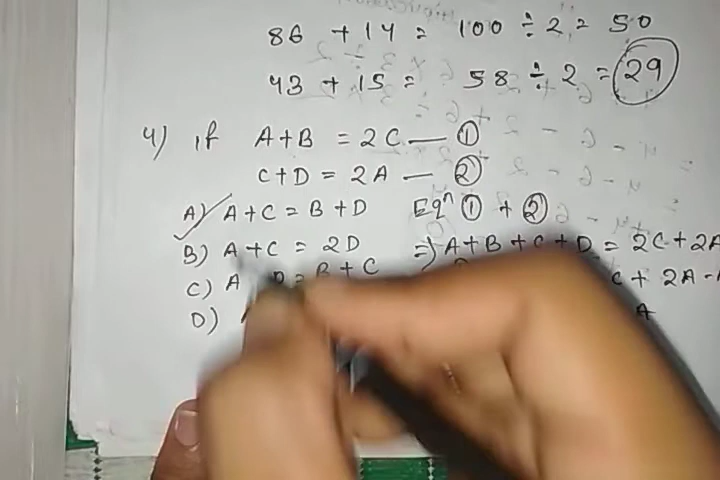 86 + 14 = 100 ÷ 2 = 50
43 + 15 = 58 ÷ 2 = 29
4) if A+B = 2C — ①
C+D = 2A — ②
A) A+C = B+D Eqⁿ ① + ②
B) A+C = 2D =) A+B+C+D = 2C+2A
C) A D = B+C C + 2A -
D) A